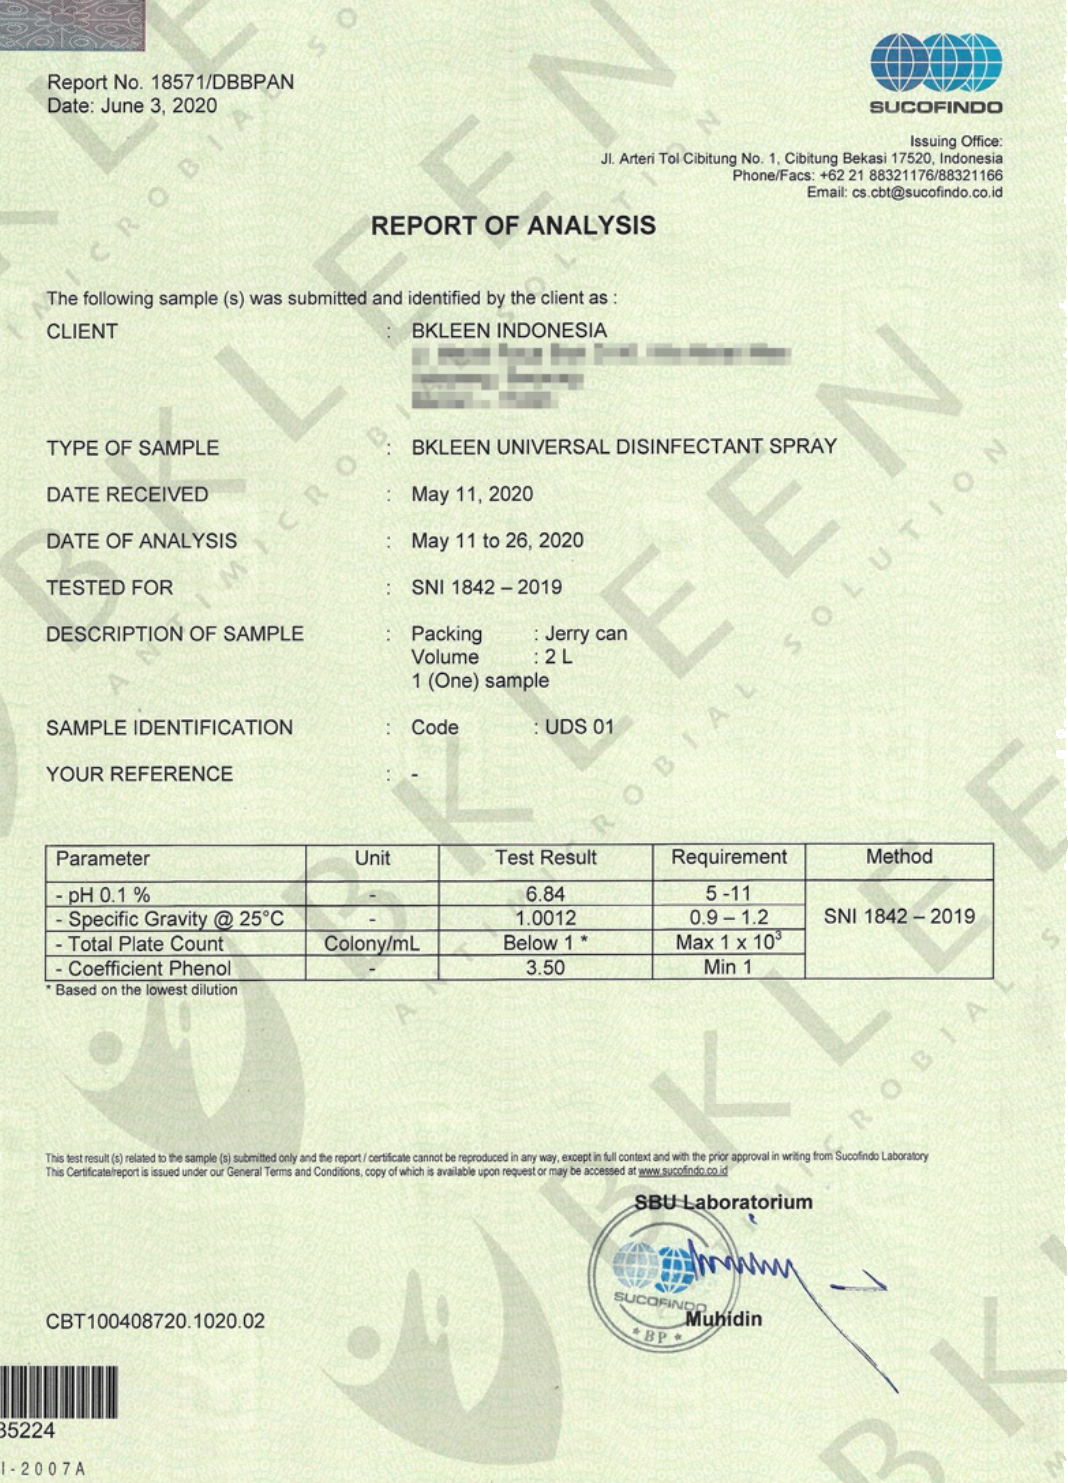 Report No. 18571/DBBPAN
Date: June 3, 2020
SUCOFINDO
Issuing Office:
Jl. Arteri Tol Cibitung No. 1, Cibitung Bekasi 17520, Indonesia
Phone/Facs: +62 21 88321176/88321166
Email: cs.cbt@sucofindo.co.id
REPORT OF ANALYSIS
The following sample (s) was submitted and identified by the client as :
CLIENT : BKLEEN INDONESIA
TYPE OF SAMPLE : BKLEEN UNIVERSAL DISINFECTANT SPRAY
DATE RECEIVED : May 11, 2020
DATE OF ANALYSIS : May 11 to 26, 2020
TESTED FOR : SNI 1842 – 2019
DESCRIPTION OF SAMPLE : Packing : Jerry can
Volume : 2 L
1 (One) sample
SAMPLE IDENTIFICATION : Code : UDS 01
YOUR REFERENCE : -
Parameter Unit Test Result Requirement Method
- pH 0.1 % - 6.84 5 -11
- Specific Gravity @ 25°C - 1.0012 0.9 – 1.2 SNI 1842 – 2019
- Total Plate Count Colony/mL Below 1 * Max 1 x 10³
- Coefficient Phenol - 3.50 Min 1
* Based on the lowest dilution
This test result (s) related to the sample (s) submitted only and the report / certificate cannot be reproduced in any way, except in full context and with the prior approval in writing from Sucofindo Laboratory
This Certificate/report is issued under our General Terms and Conditions, copy of which is available upon request or may be accessed at www.sucofindo.co.id
SBU Laboratorium
SUCOFINDO
* BP *
Muhidin
CBT100408720.1020.02
35224
I-2007A
BKLEEN
ANTIMICROBIAL SOLUTION